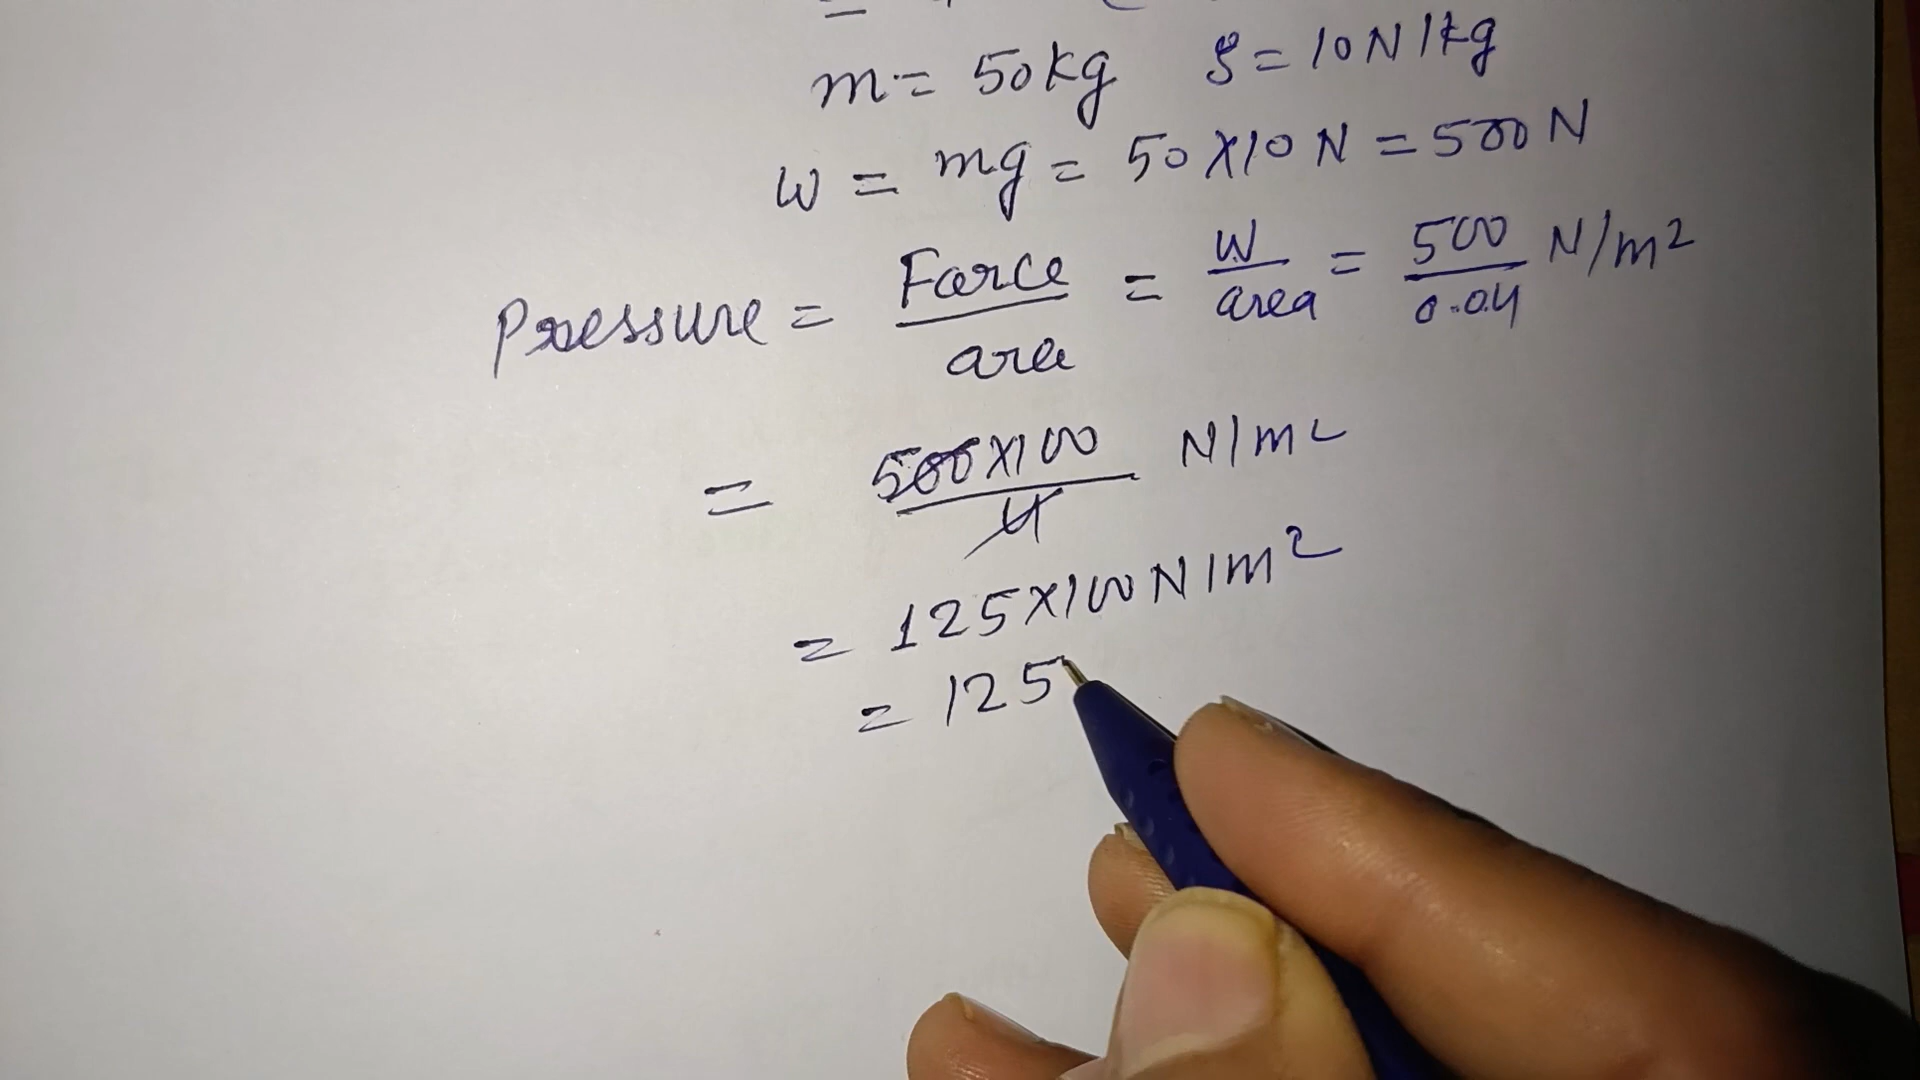 m = 50kg g = 10N/kg
W = mg = 50×10 N = 500 N
Pressure = Force/area = W/area = 500/0.04 N/m²
= 500×100/4 N/m²
= 125×100 N/m²
= 125